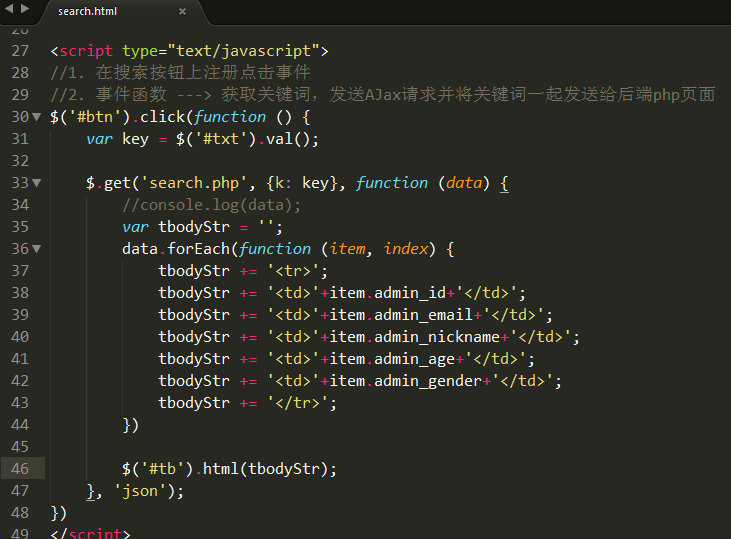 search.html ×
26
27 <script type="text/javascript">
28 //1. 在搜索按钮上注册点击事件
29 //2. 事件函数 ---> 获取关键词，发送AJax请求并将关键词一起发送给后端php页面
30 $('#btn').click(function () {
31     var key = $('#txt').val();
32
33     $.get('search.php', {k: key}, function (data) {
34         //console.log(data);
35         var tbodyStr = '';
36         data.forEach(function (item, index) {
37             tbodyStr += '<tr>';
38             tbodyStr += '<td>'+item.admin_id+'</td>';
39             tbodyStr += '<td>'+item.admin_email+'</td>';
40             tbodyStr += '<td>'+item.admin_nickname+'</td>';
41             tbodyStr += '<td>'+item.admin_age+'</td>';
42             tbodyStr += '<td>'+item.admin_gender+'</td>';
43             tbodyStr += '</tr>';
44         })
45
46         $('#tb').html(tbodyStr);
47     }, 'json');
48 })
49 </script>